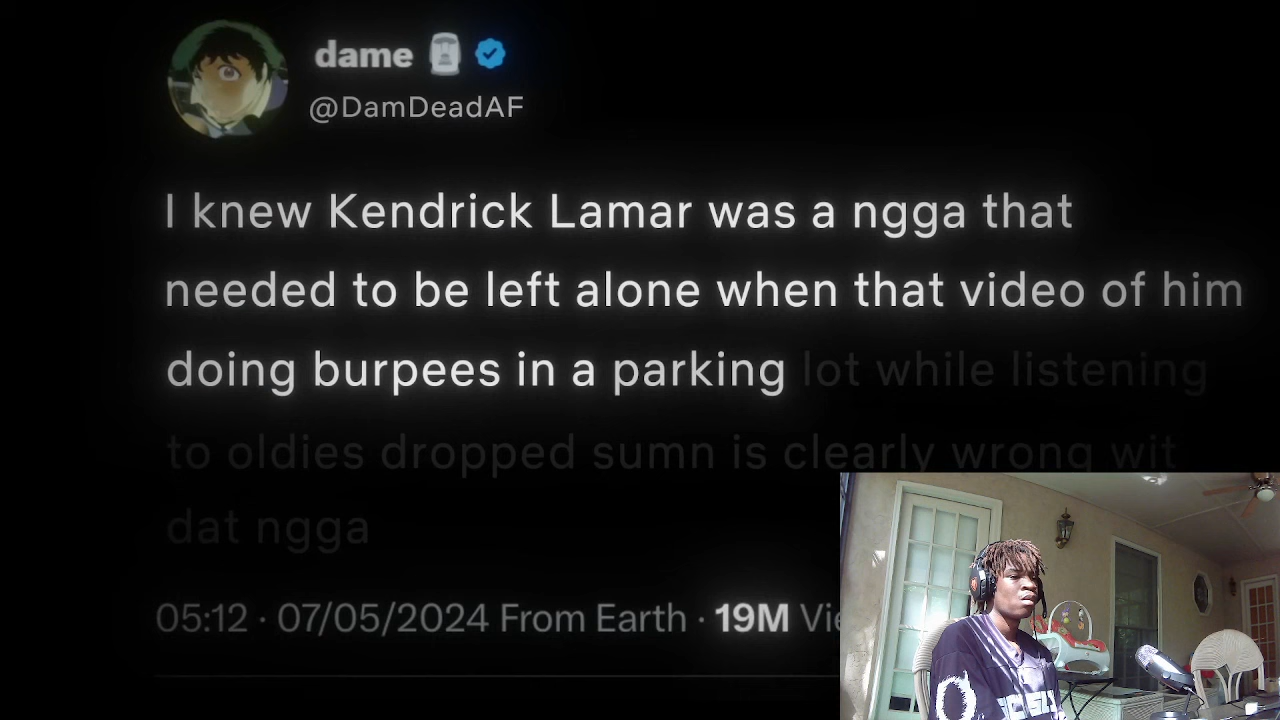 dame
@DamDeadAF
I knew Kendrick Lamar was a ngga that
needed to be left alone when that video of him
doing burpees in a parking lot while listening
to oldies dropped sumn is clearly wrong wit
dat ngga
05:12 · 07/05/2024 From Earth · 19M Vie